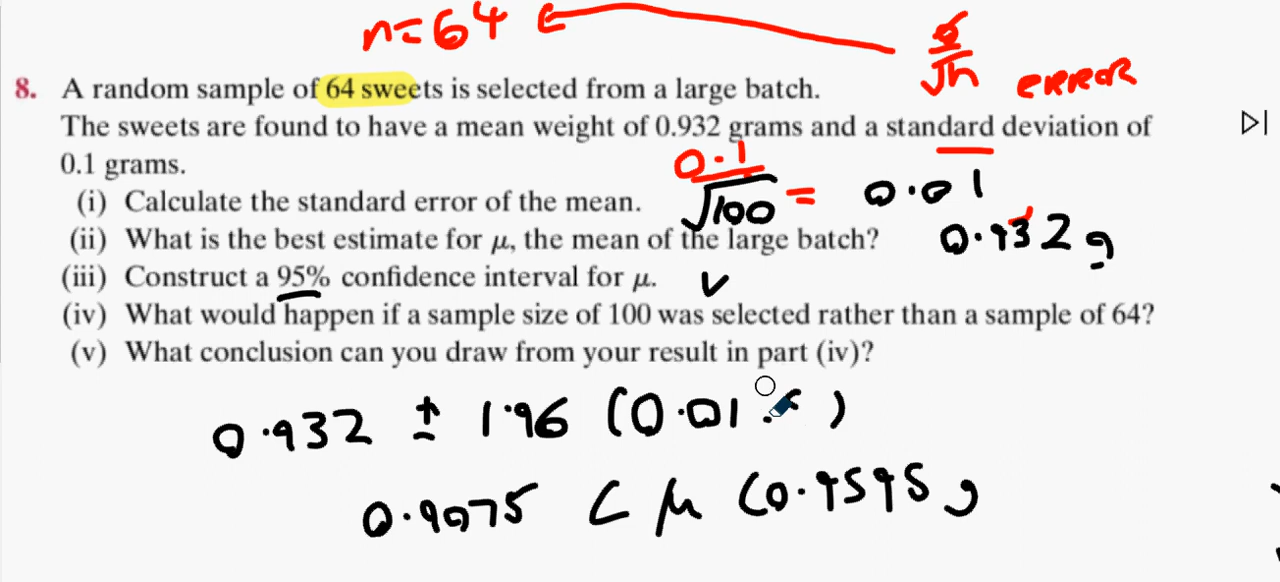 n=64
σ/√n ERROR
8. A random sample of 64 sweets is selected from a large batch.
The sweets are found to have a mean weight of 0.932 grams and a standard deviation of
0.1 grams.
0.1/√100 = 0.01
(i) Calculate the standard error of the mean.
(ii) What is the best estimate for μ, the mean of the large batch? 0.932g
(iii) Construct a 95% confidence interval for μ.
(iv) What would happen if a sample size of 100 was selected rather than a sample of 64?
(v) What conclusion can you draw from your result in part (iv)?
0.932 ± 1.96 (0.01 )
0.9075 < μ < 0.9595 g